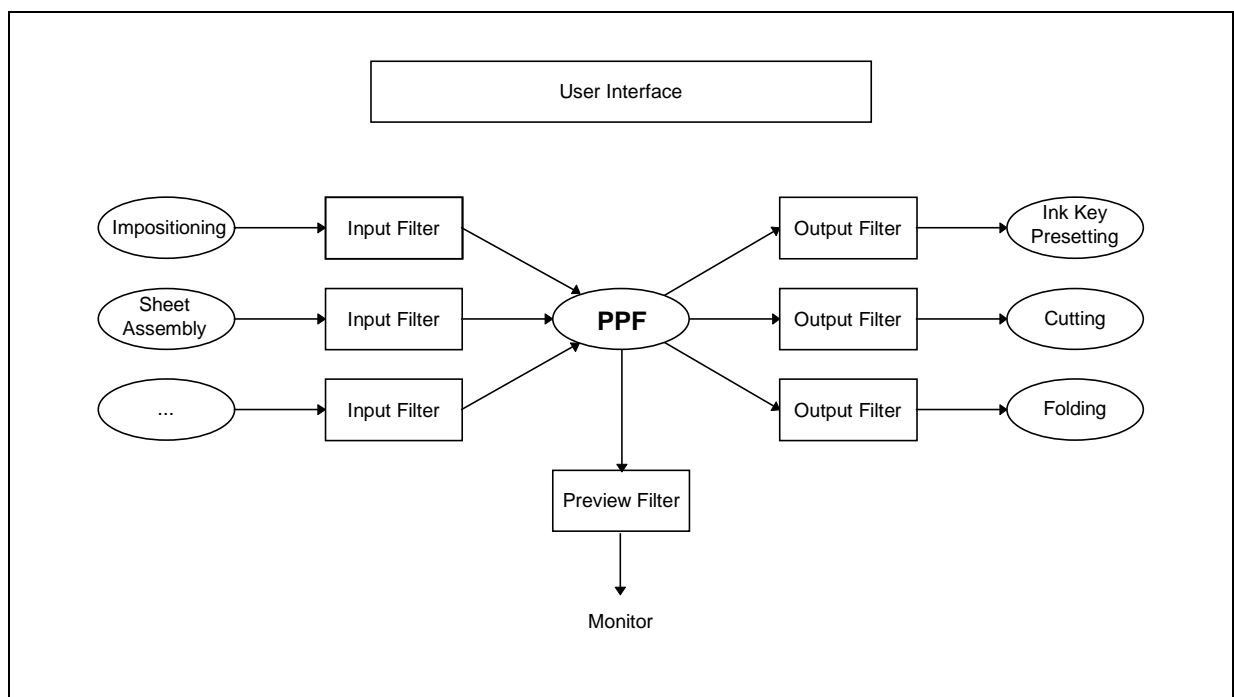 User Interface
Impositioning
Input Filter
Output Filter
Ink Key
Presetting
Sheet
Assembly
Input Filter
PPF
Output Filter
Cutting
...
Input Filter
Output Filter
Folding
Preview Filter
Monitor